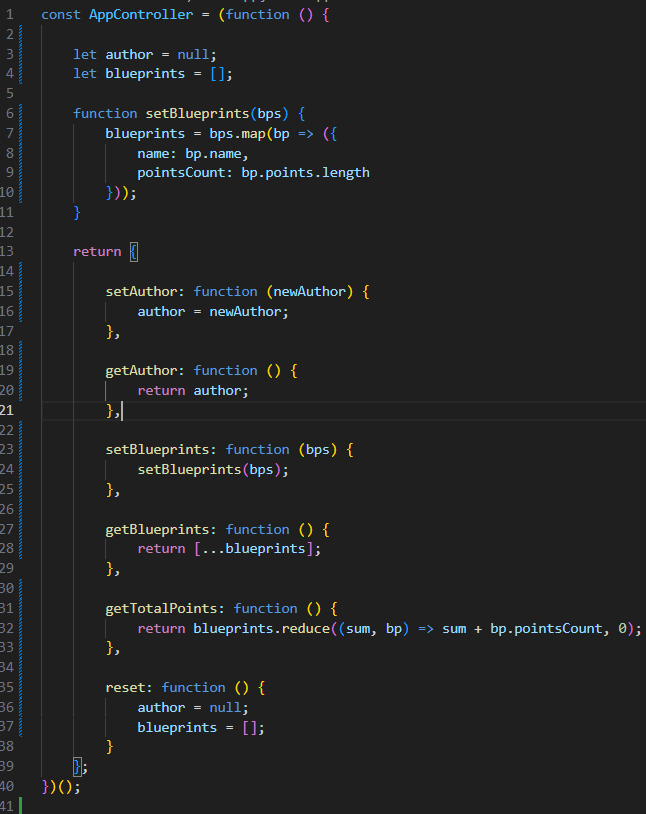 1 const AppController = (function () {
2
3 let author = null;
4 let blueprints = [];
5
6 function setBlueprints(bps) {
7 blueprints = bps.map(bp => ({
8 name: bp.name,
9 pointsCount: bp.points.length
10 }));
11 }
12
13 return {
14
15 setAuthor: function (newAuthor) {
16 author = newAuthor;
17 },
18
19 getAuthor: function () {
20 return author;
21 },
22
23 setBlueprints: function (bps) {
24 setBlueprints(bps);
25 },
26
27 getBlueprints: function () {
28 return [...blueprints];
29 },
30
31 getTotalPoints: function () {
32 return blueprints.reduce((sum, bp) => sum + bp.pointsCount, 0);
33 },
34
35 reset: function () {
36 author = null;
37 blueprints = [];
38 }
39 };
40 })();
41